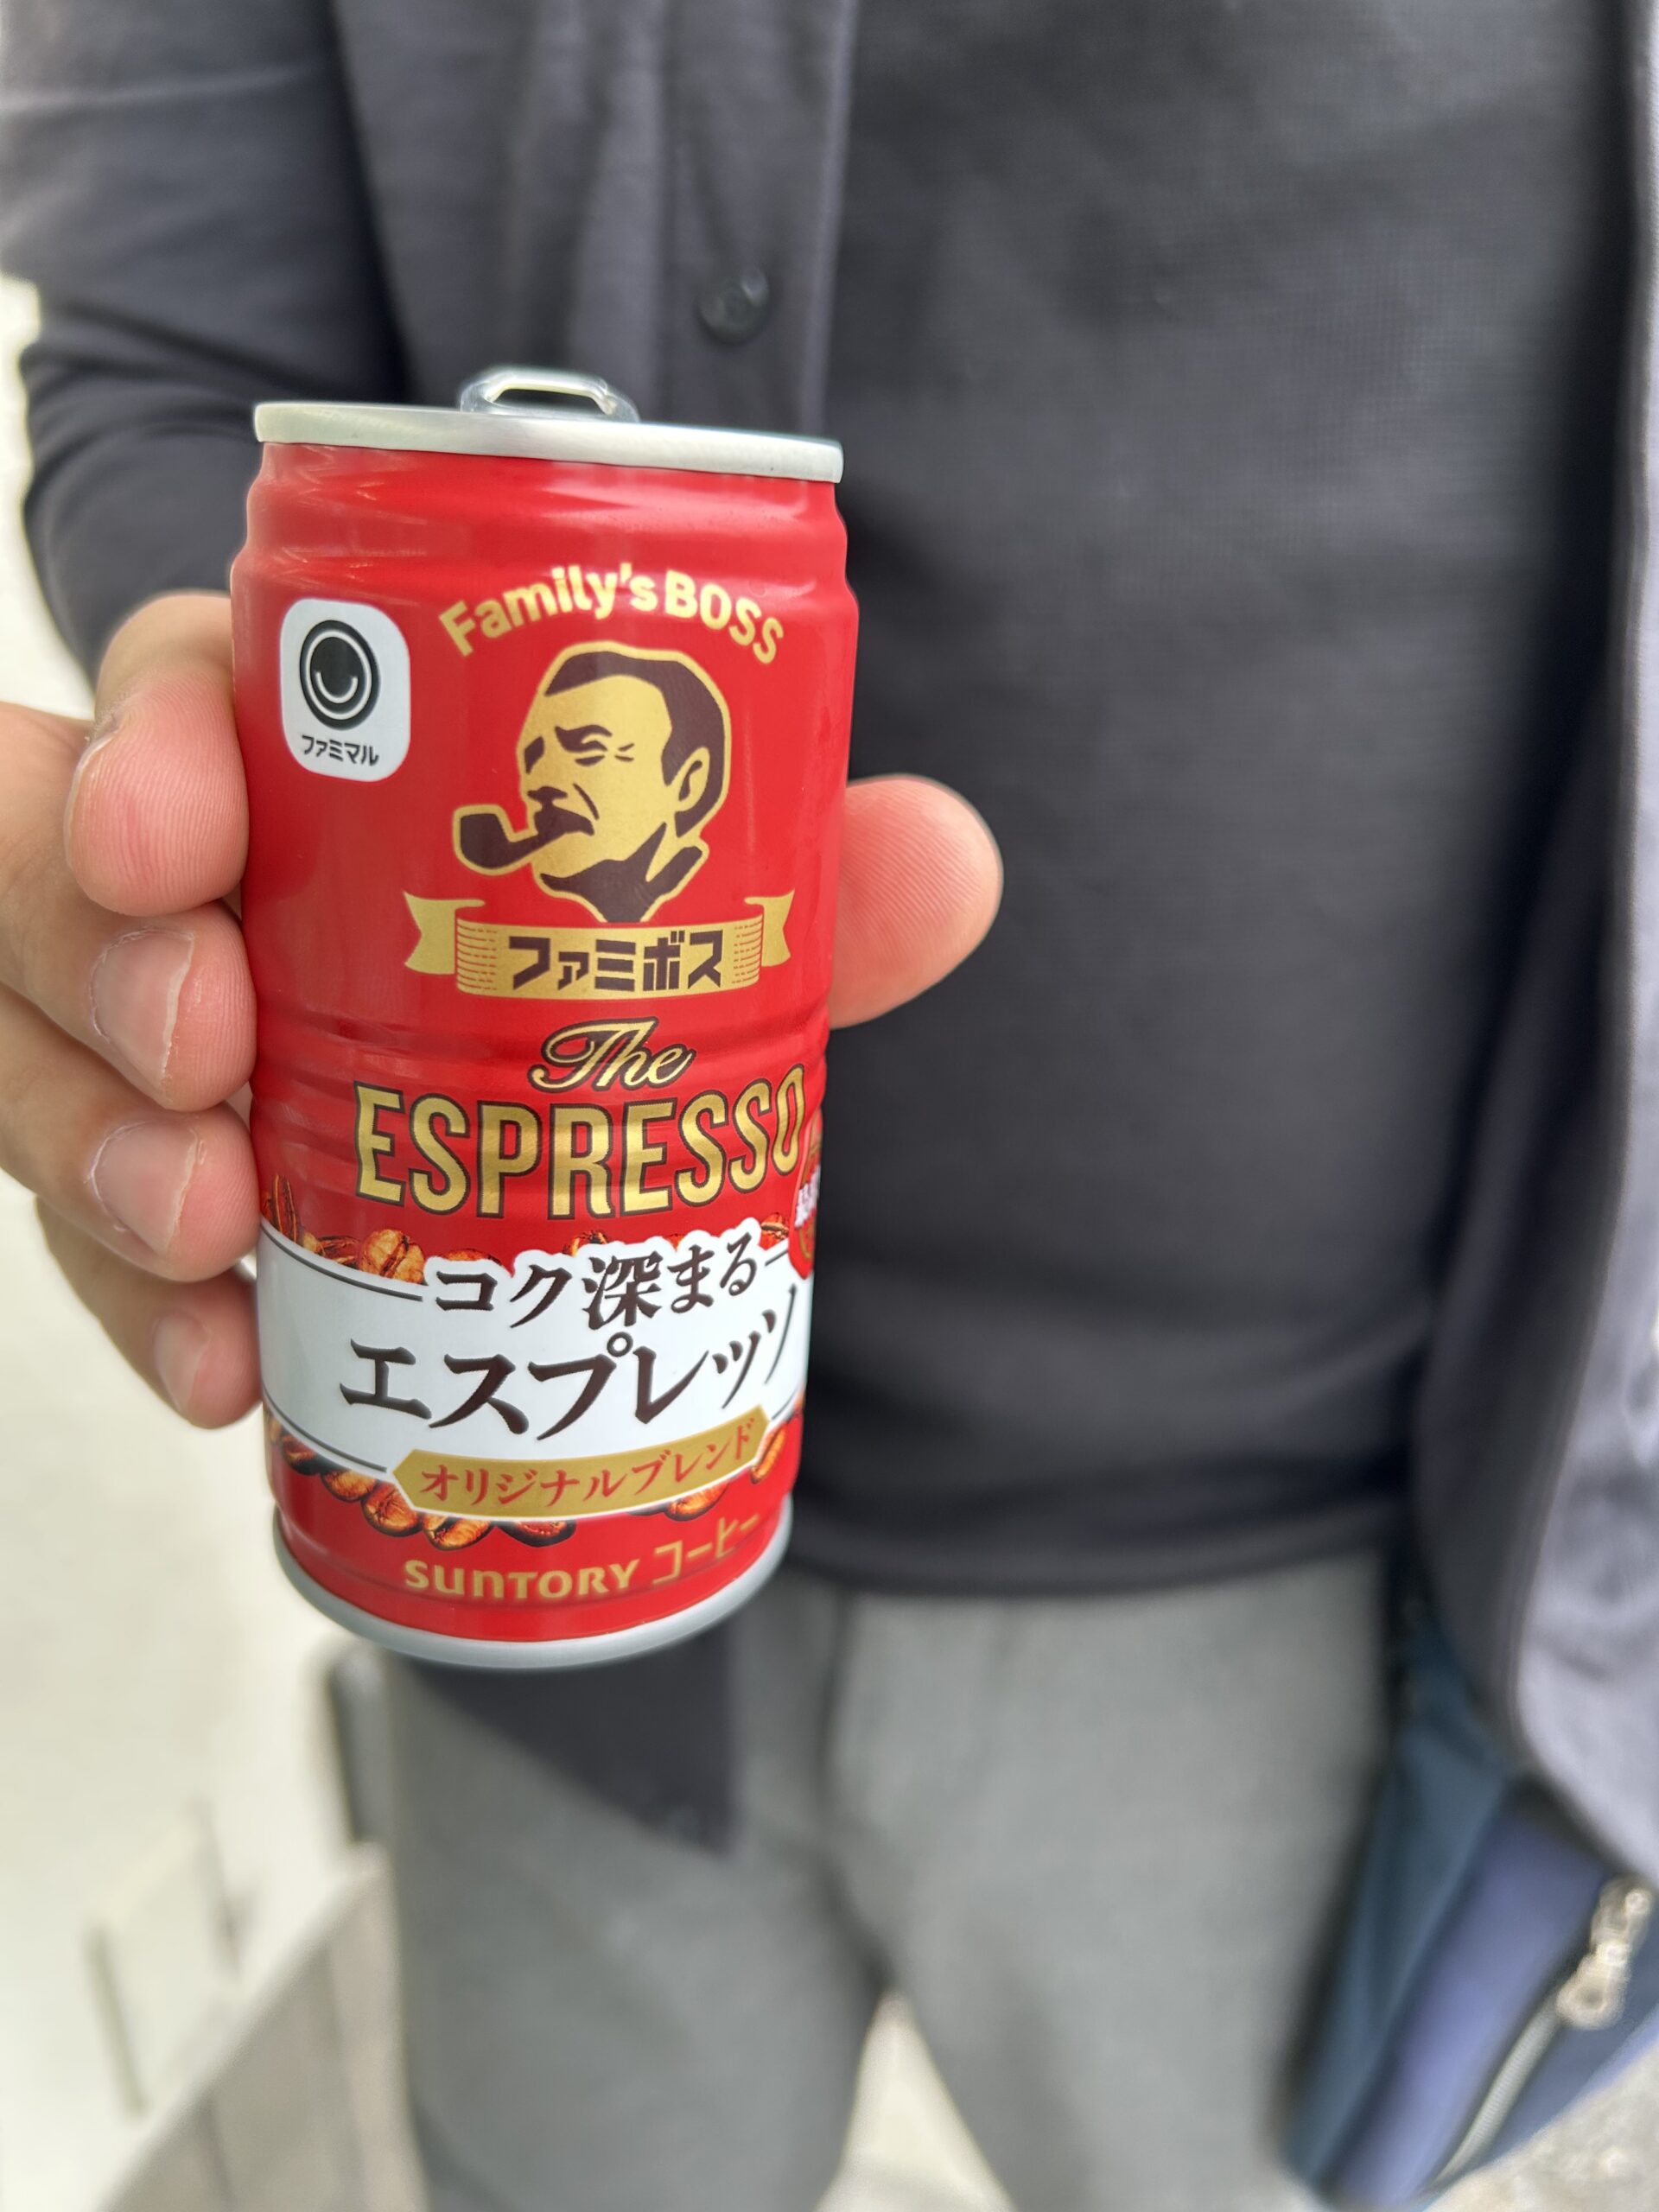 Family's BOSS
ファミマル
ファミボス
The
ESPRESSO
コク深まる
エスプレッソ
オリジナルブレンド
SUNTORY コーヒー